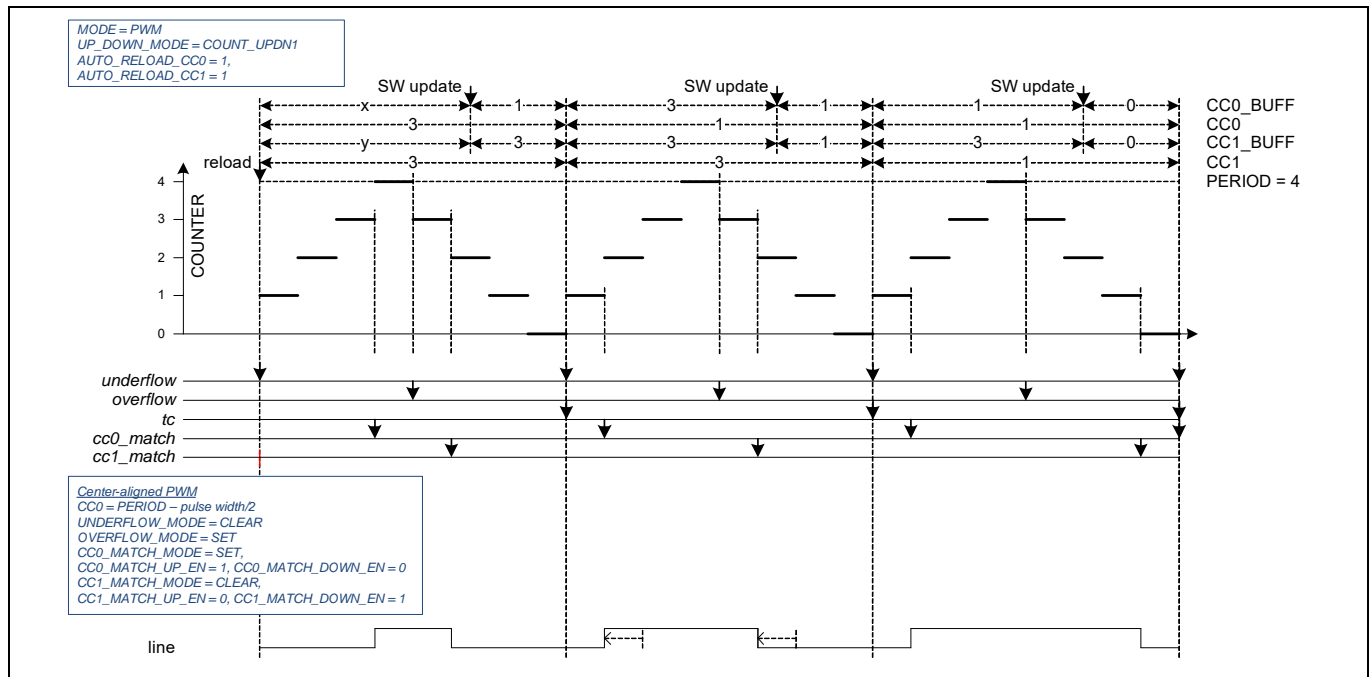 MODE = PWM
UP_DOWN_MODE = COUNT_UPDN1
AUTO_RELOAD_CC0 = 1,
AUTO_RELOAD_CC1 = 1
SW update SW update SW update
x 1 3 1 1 0 CC0_BUFF
3 1 1 CC0
y 3 3 1 3 0 CC1_BUFF
reload 3 3 1 CC1
4 PERIOD = 4
3
COUNTER
2
1
0
underflow
overflow
tc
cc0_match
cc1_match
Center-aligned PWM
CC0 = PERIOD – pulse width/2
UNDERFLOW_MODE = CLEAR
OVERFLOW_MODE = SET
CC0_MATCH_MODE = SET,
CC0_MATCH_UP_EN = 1, CC0_MATCH_DOWN_EN = 0
CC1_MATCH_MODE = CLEAR,
CC1_MATCH_UP_EN = 0, CC1_MATCH_DOWN_EN = 1
line